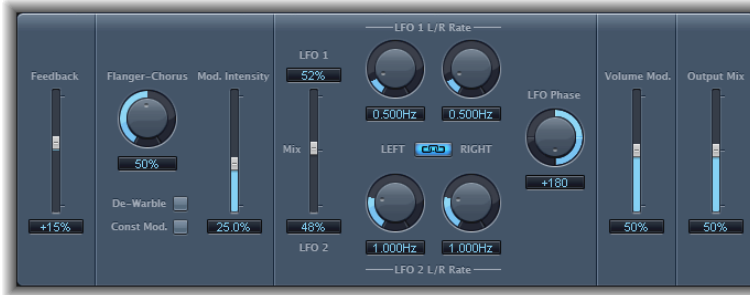 LFO 1 L/R Rate
LFO 1
52%
0.500Hz
0.500Hz
Feedback
+15%
Flanger-Chorus
50%
De-Warble
Const Mod.
Mod. Intensity
25.0%
Mix
48%
LFO 2
LEFT
RIGHT
1.000Hz
1.000Hz
LFO 2 L/R Rate
LFO Phase
+180
Volume Mod.
50%
Output Mix
50%